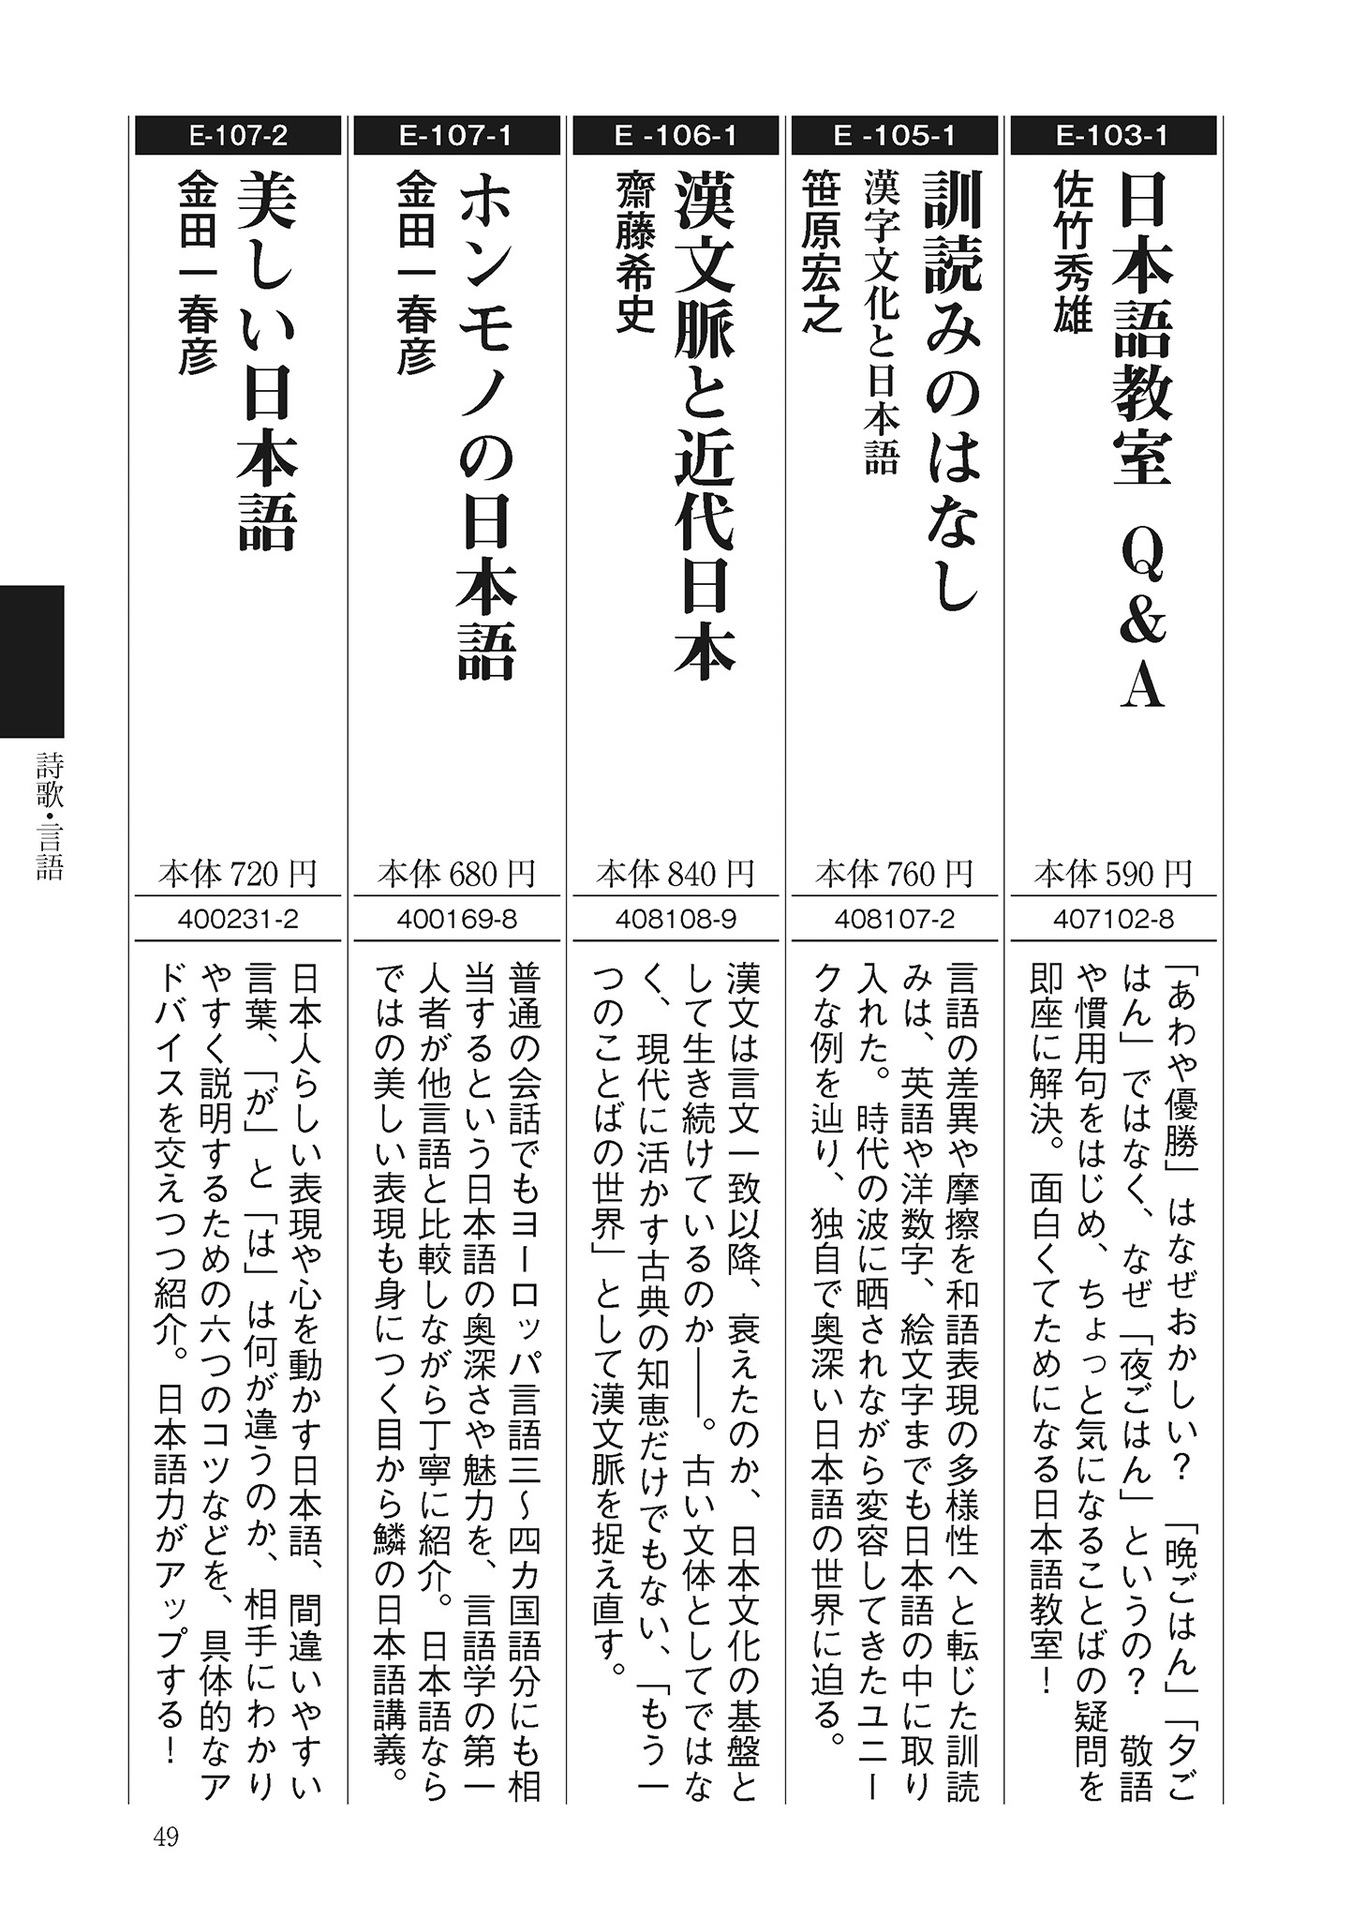 E-103-1
日本語教室 Q&A
佐竹秀雄
本体590円
407102-8
「あわや優勝」はなぜおかしい？　「晩ごはん」「夕ご
はん」ではなく、なぜ「夜ごはん」というの？　敬語
や慣用句をはじめ、ちょっと気になることばの疑問を
即座に解決。面白くてためになる日本語教室！
E-105-1
訓読みのはなし
漢字文化と日本語
笹原宏之
本体760円
408107-2
言語の差異や摩擦を和語表現の多様性へと転じた訓読
みは、英語や洋数字、絵文字までも日本語の中に取り
入れた。時代の波に晒されながら変容してきたユニー
クな例を辿り、独自で奥深い日本語の世界に迫る。
E-106-1
漢文脈と近代日本
齋藤希史
本体840円
408108-9
漢文は言文一致以降、衰えたのか、日本文化の基盤と
して生き続けているのか――。古い文体としてではな
く、現代に活かす古典の知恵だけでもない、「もう一
つのことばの世界」として漢文脈を捉え直す。
E-107-1
ホンモノの日本語
金田一春彦
本体680円
400169-8
普通の会話でもヨーロッパ言語三〜四カ国語分にも相
当するという日本語の奥深さや魅力を、言語学の第一
人者が他言語と比較しながら丁寧に紹介。日本語なら
ではの美しい表現も身につく目から鱗の日本語講義。
E-107-2
美しい日本語
金田一春彦
本体720円
400231-2
日本人らしい表現や心を動かす日本語、間違いやすい
言葉、「が」と「は」は何が違うのか、相手にわかり
やすく説明するための六つのコツなどを、具体的なア
ドバイスを交えつつ紹介。日本語力がアップする！
詩歌・言語
49